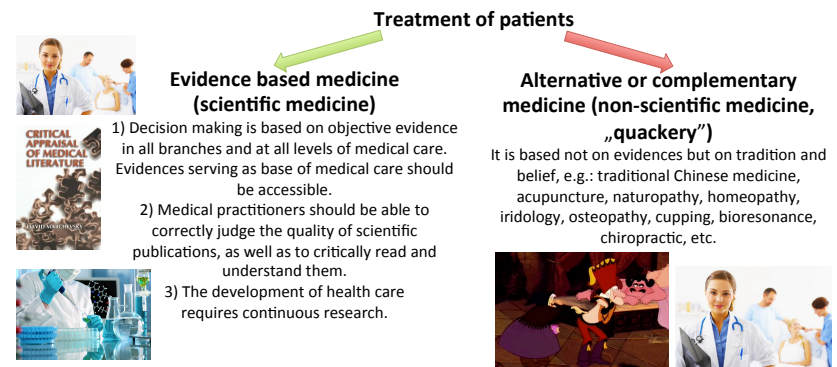 Treatment of patients
Evidence based medicine
(scientific medicine)
1) Decision making is based on objective evidence
in all branches and at all levels of medical care.
Evidences serving as base of medical care should
be accessible.
2) Medical practitioners should be able to
correctly judge the quality of scientific
publications, as well as to critically read and
understand them.
3) The development of health care
requires continuous research.
CRITICAL
APPRAISAL
OF MEDICAL
LITERATURE
DAVID MARCHEVSKY
Alternative or complementary
medicine (non-scientific medicine,
„quackery”)
It is based not on evidences but on tradition and
belief, e.g.: traditional Chinese medicine,
acupuncture, naturopathy, homeopathy,
iridology, osteopathy, cupping, bioresonance,
chiropractic, etc.